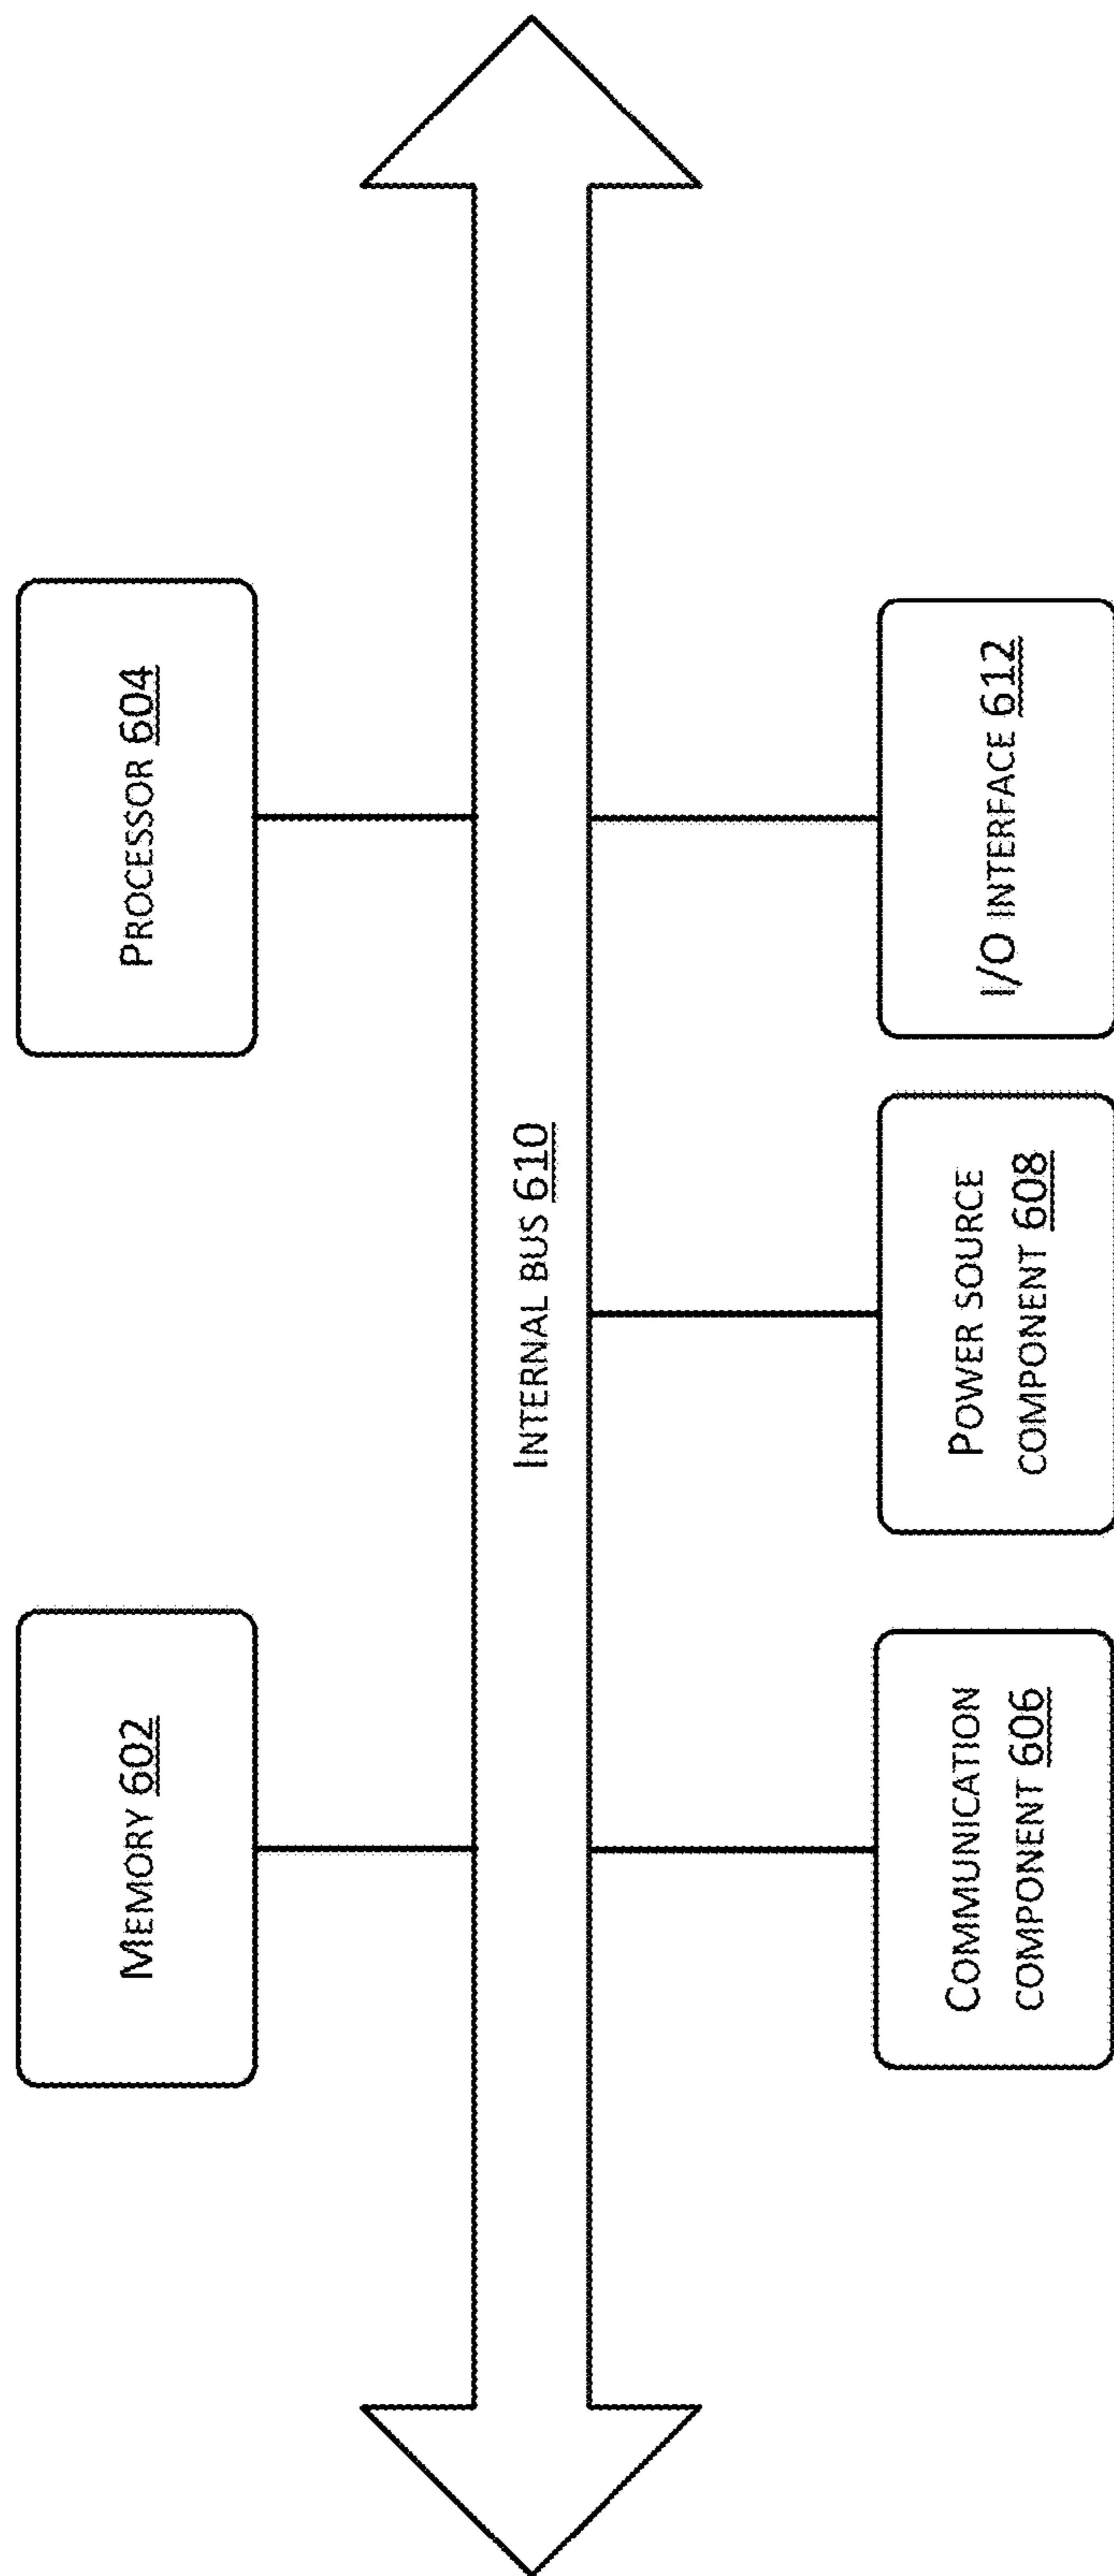 MEMORY 602
PROCESSOR 604
INTERNAL BUS 610
COMMUNICATION
COMPONENT 606
POWER SOURCE
COMPONENT 608
I/O INTERFACE 612